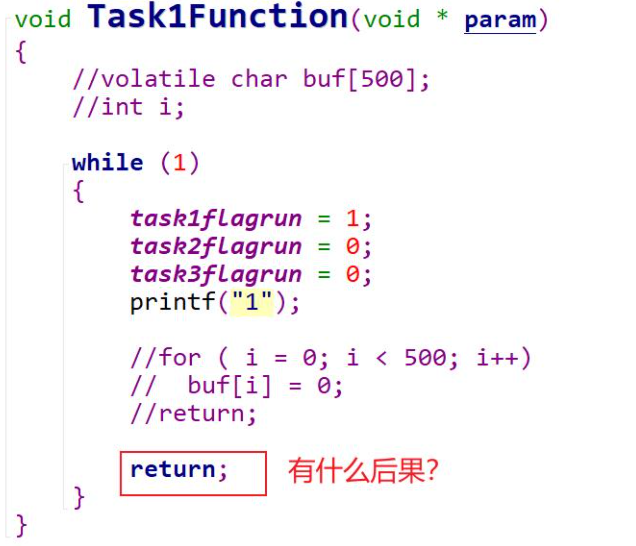 void Task1Function(void * param)
{
    //volatile char buf[500];
    //int i;

    while (1)
    {
        task1flagrun = 1;
        task2flagrun = 0;
        task3flagrun = 0;
        printf("1");

        //for ( i = 0; i < 500; i++)
        //  buf[i] = 0;
        //return;

        return; 有什么后果?
    }
}